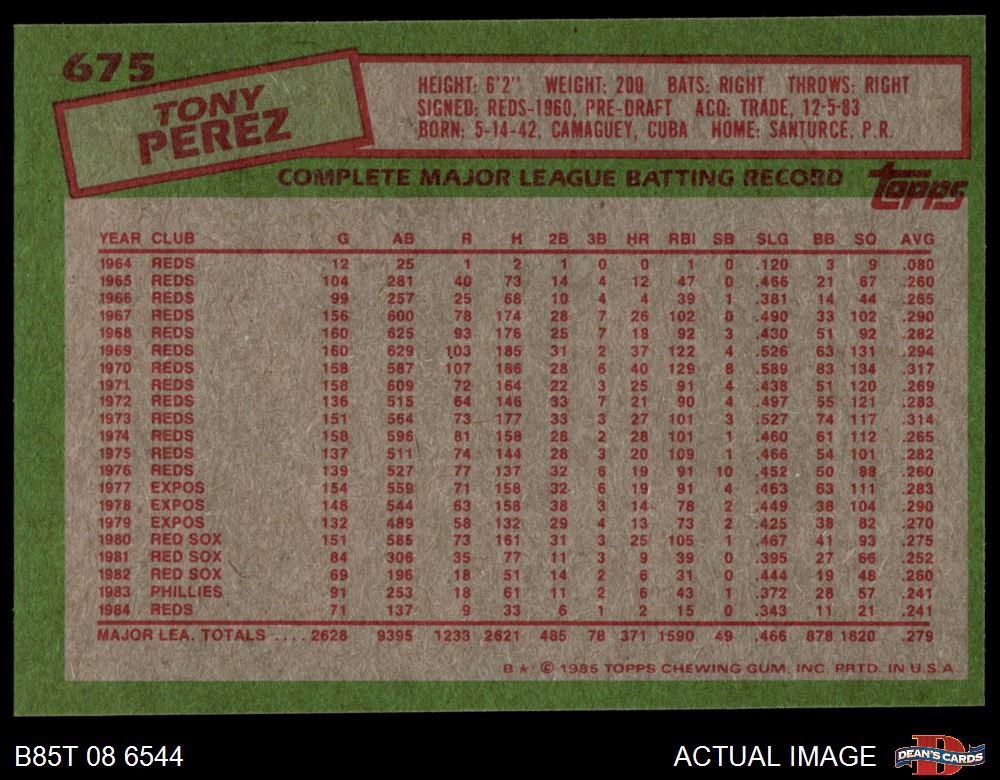 675
TONY
PEREZ
HEIGHT: 6'2" WEIGHT: 200 BATS: RIGHT THROWS: RIGHT
SIGNED: REDS-1960, PRE-DRAFT ACQ: TRADE, 12-5-83
BORN: 5-14-42, CAMAGUEY, CUBA HOME: SANTURCE, P.R.
COMPLETE MAJOR LEAGUE BATTING RECORD
topps
YEAR CLUB G AB R H 2B 3B HR RBI SB SLG BB SO AVG
1964 REDS 12 25 1 2 1 0 0 1 0 .120 3 9 .080
1965 REDS 104 281 40 73 14 4 12 47 0 .466 21 67 .260
1966 REDS 99 257 25 68 10 4 4 39 1 .381 14 44 .265
1967 REDS 156 600 78 174 28 7 26 102 0 .490 33 102 .290
1968 REDS 160 625 93 176 25 7 18 92 3 .430 51 92 .282
1969 REDS 160 629 103 185 31 2 37 122 4 .526 63 131 .294
1970 REDS 158 587 107 186 28 6 40 129 8 .589 83 134 .317
1971 REDS 158 609 72 164 22 3 25 91 4 .438 51 120 .269
1972 REDS 136 515 64 146 33 7 21 90 4 .497 55 121 .283
1973 REDS 151 564 73 177 33 3 27 101 3 .527 74 117 .314
1974 REDS 158 596 81 158 28 2 28 101 1 .460 61 112 .265
1975 REDS 137 511 74 144 28 3 20 109 1 .466 54 101 .282
1976 REDS 139 527 77 137 32 6 19 91 10 .452 50 98 .260
1977 EXPOS 154 559 71 158 32 6 19 91 4 .463 63 111 .283
1978 EXPOS 148 544 63 158 38 3 14 78 2 .449 38 104 .290
1979 EXPOS 132 489 58 132 29 4 13 73 2 .425 38 82 .270
1980 RED SOX 151 585 73 161 31 3 25 105 1 .467 41 93 .275
1981 RED SOX 84 306 35 77 11 3 9 39 0 .395 27 66 .252
1982 RED SOX 69 196 18 51 14 2 6 31 0 .444 19 48 .260
1983 PHILLIES 91 253 18 61 11 2 6 43 1 .372 28 57 .241
1984 REDS 71 137 9 33 6 1 2 15 0 .343 11 21 .241
MAJOR LEA. TOTALS .... 2628 9395 1233 2621 485 78 371 1590 49 .466 878 1820 .279
B★ © 1985 TOPPS CHEWING GUM, INC. PRTD. IN U.S.A.
B85T 08 6544 ACTUAL IMAGE DEAN'S CARDS